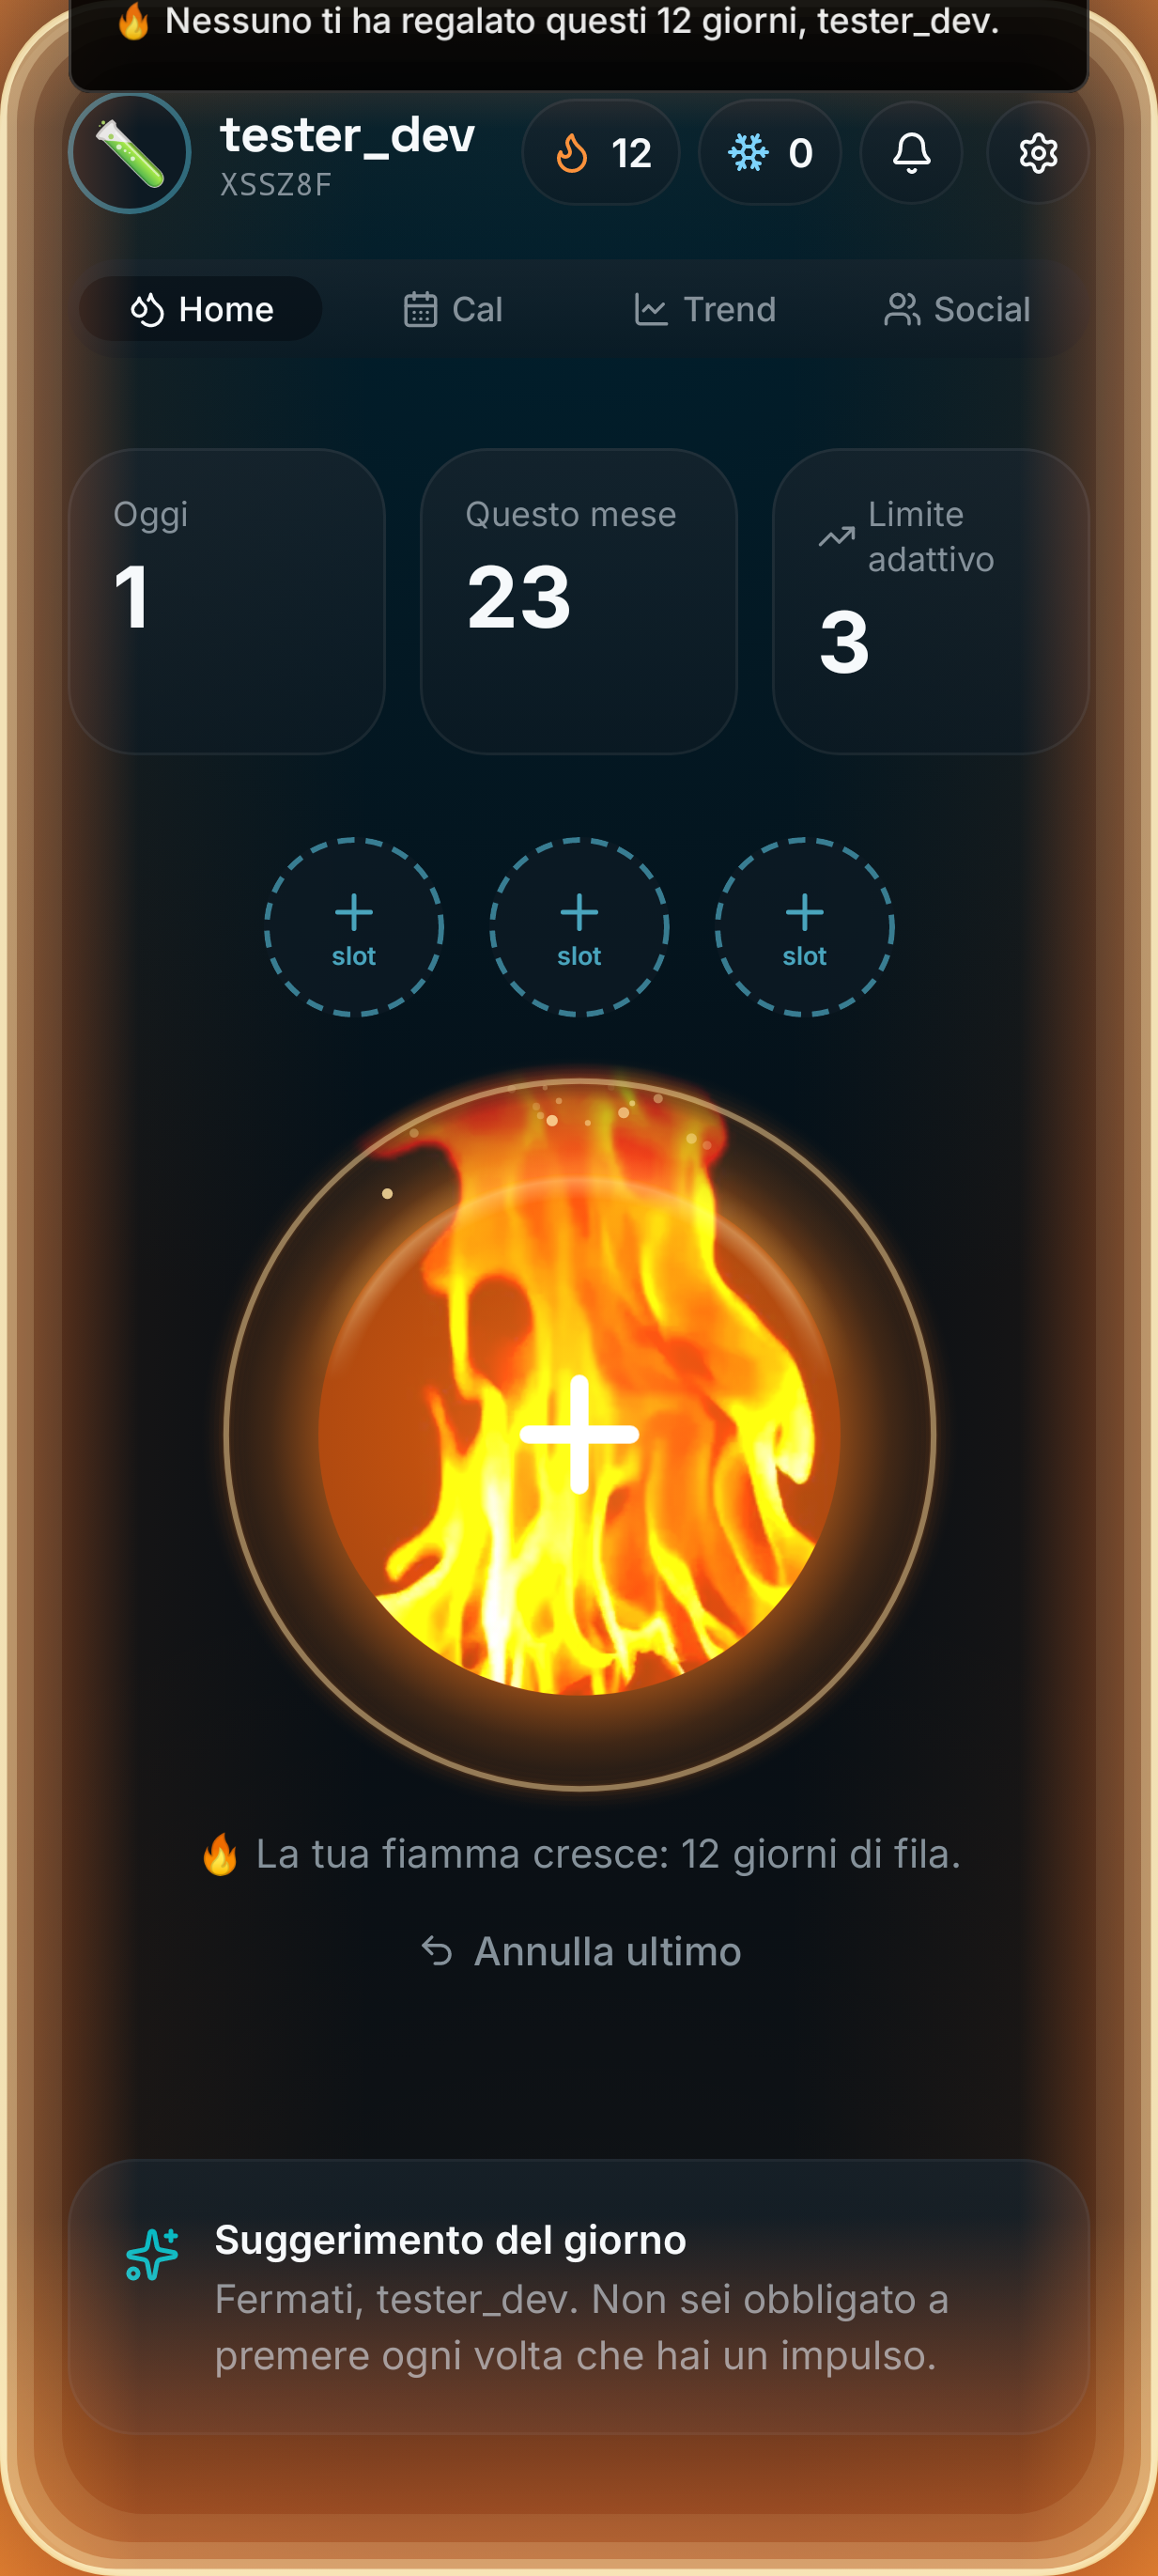 🔥 Nessuno ti ha regalato questi 12 giorni, tester_dev.
tester_dev
XSSZ8F
12
0
Home
Cal
Trend
Social
Oggi
1
Questo mese
23
Limite
adattivo
3
slot
slot
slot
🔥 La tua fiamma cresce: 12 giorni di fila.
Annulla ultimo
Suggerimento del giorno
Fermati, tester_dev. Non sei obbligato a
premere ogni volta che hai un impulso.